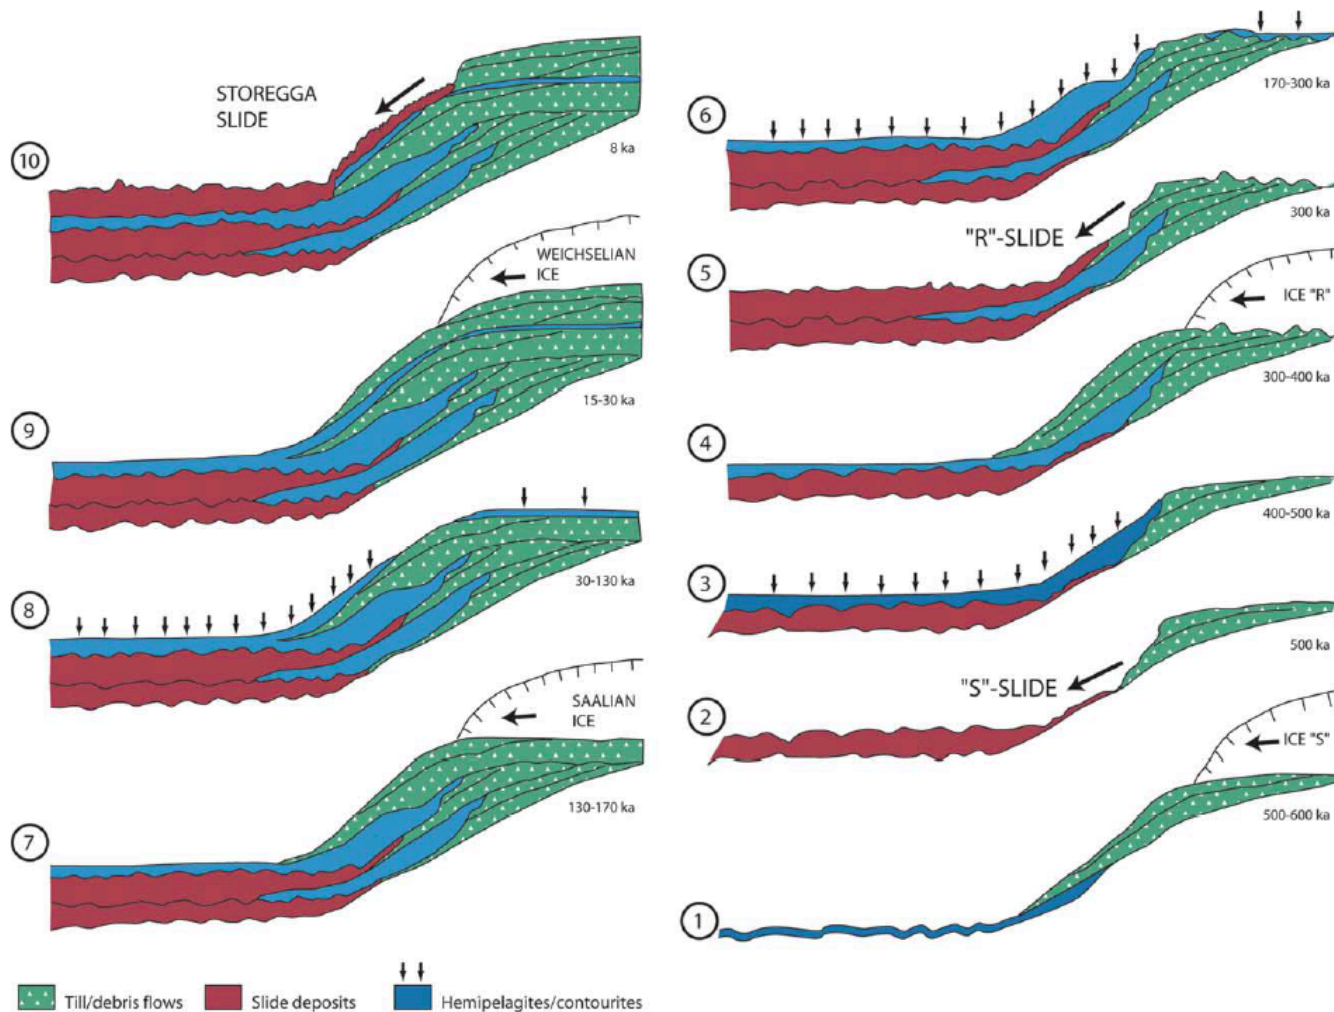 STOREGGA
SLIDE
10
8 ka
WEICHSELIAN
ICE
9
15-30 ka
8
30-130 ka
SAALIAN
ICE
7
130-170 ka
6
170-300 ka
"R"-SLIDE
300 ka
5
ICE "R"
4
300-400 ka
3
400-500 ka
"S"-SLIDE
500 ka
2
ICE "S"
1
500-600 ka
Till/debris flows
Slide deposits
Hemipelagites/contourites